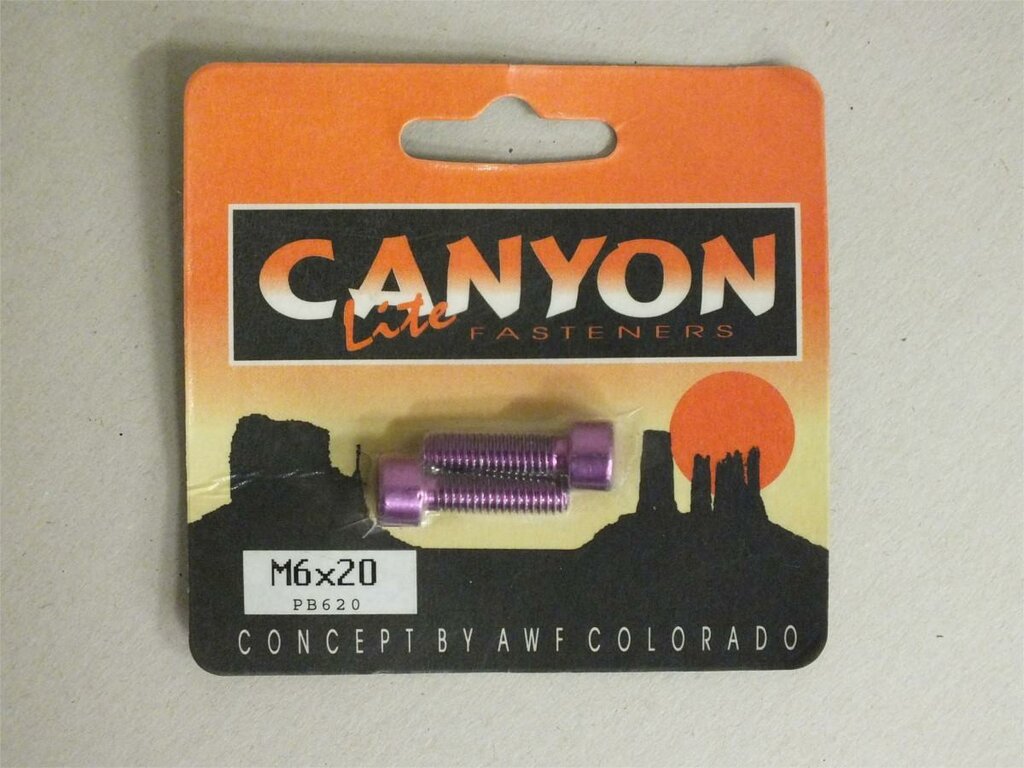 CANYON
Lite FASTENERS
M6x20
PB620
CONCEPT BY AWF COLORADO